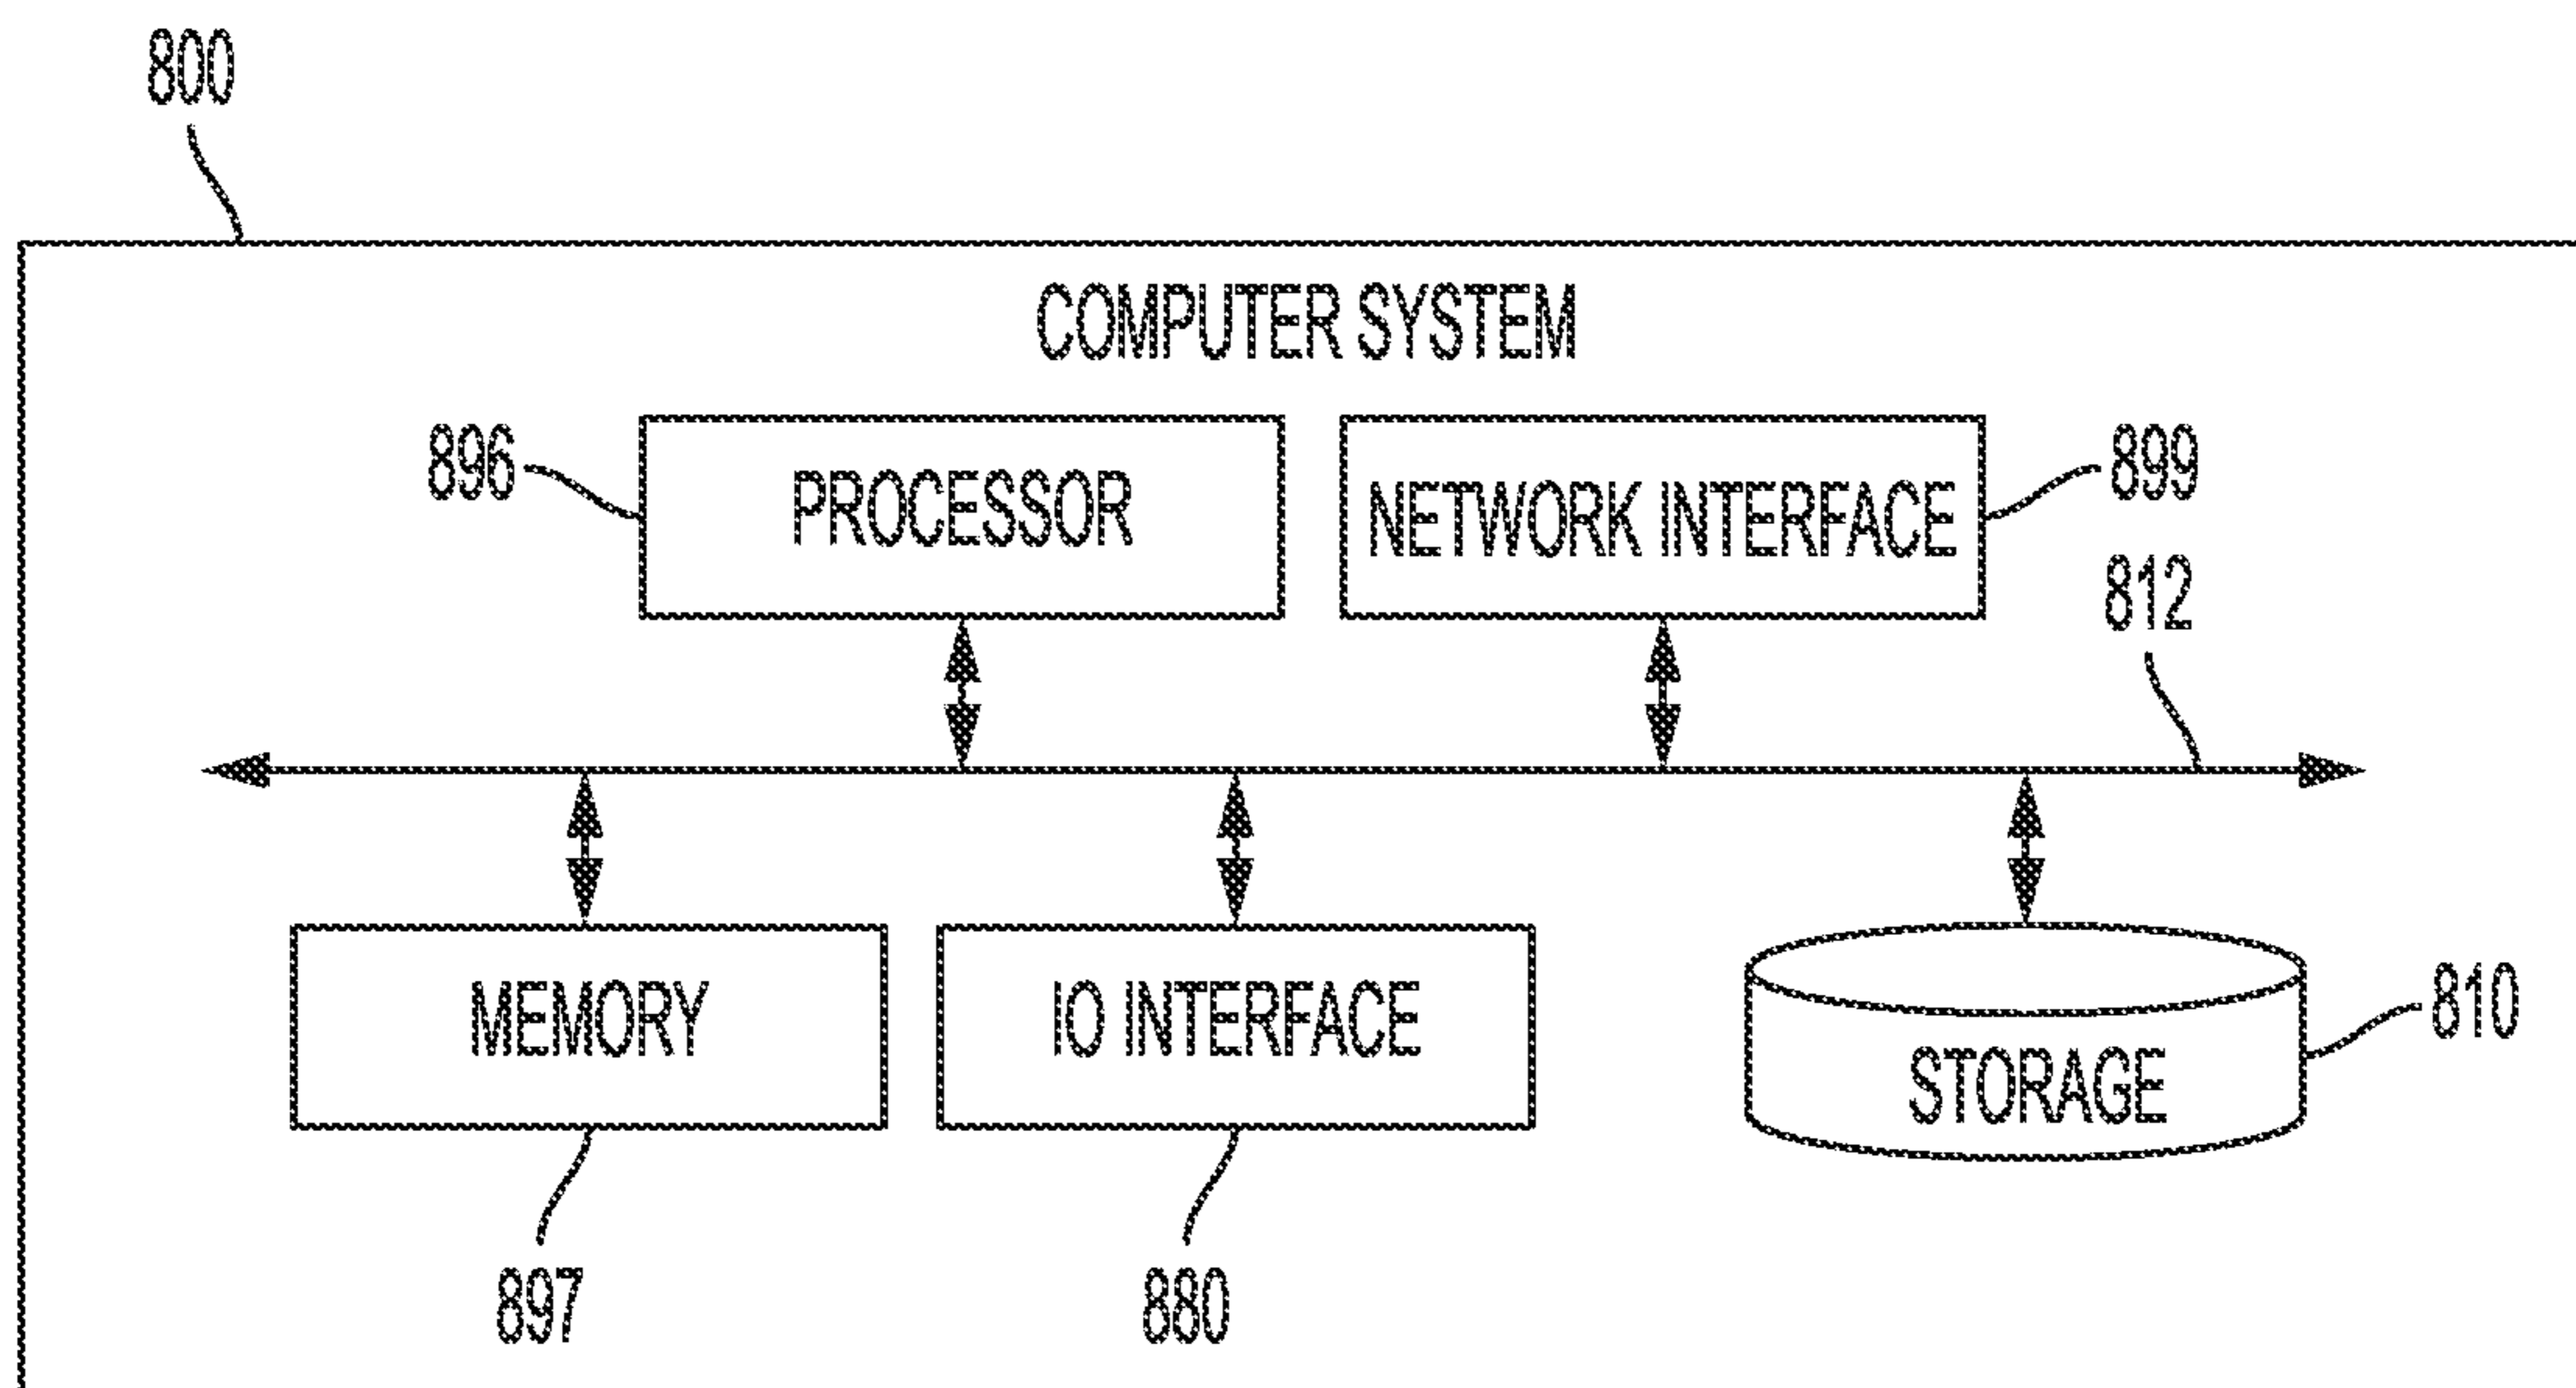 800
COMPUTER SYSTEM
896
PROCESSOR
NETWORK INTERFACE
899
812
MEMORY
IO INTERFACE
STORAGE
810
897
880